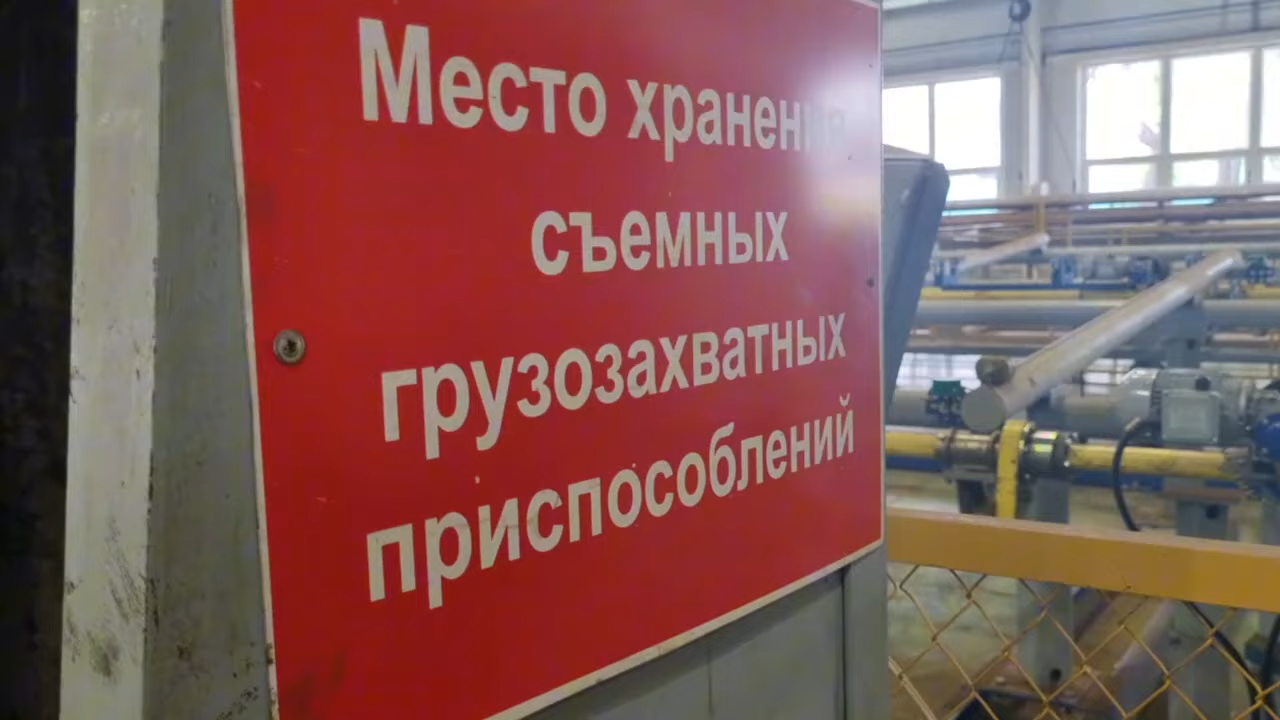 Место хранения
съемных
грузозахватных
приспособлений